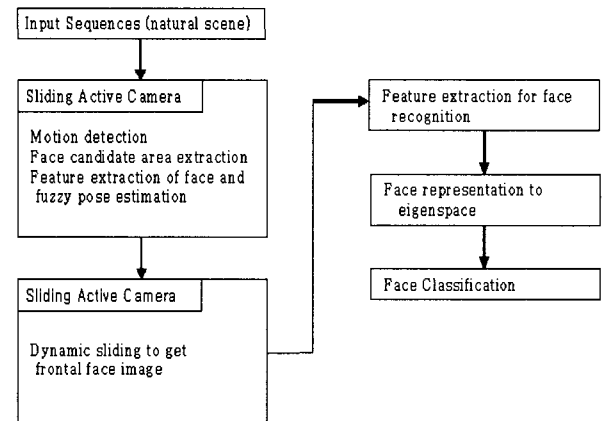 Input Sequences (natural scene)
Sliding Active Camera
Motion detection
Face candidate area extraction
Feature extraction of face and
fuzzy pose estimation
Sliding Active Camera
Dynamic sliding to get
frontal face image
Feature extraction for face
recognition
Face representation to
eigenspace
Face Classification